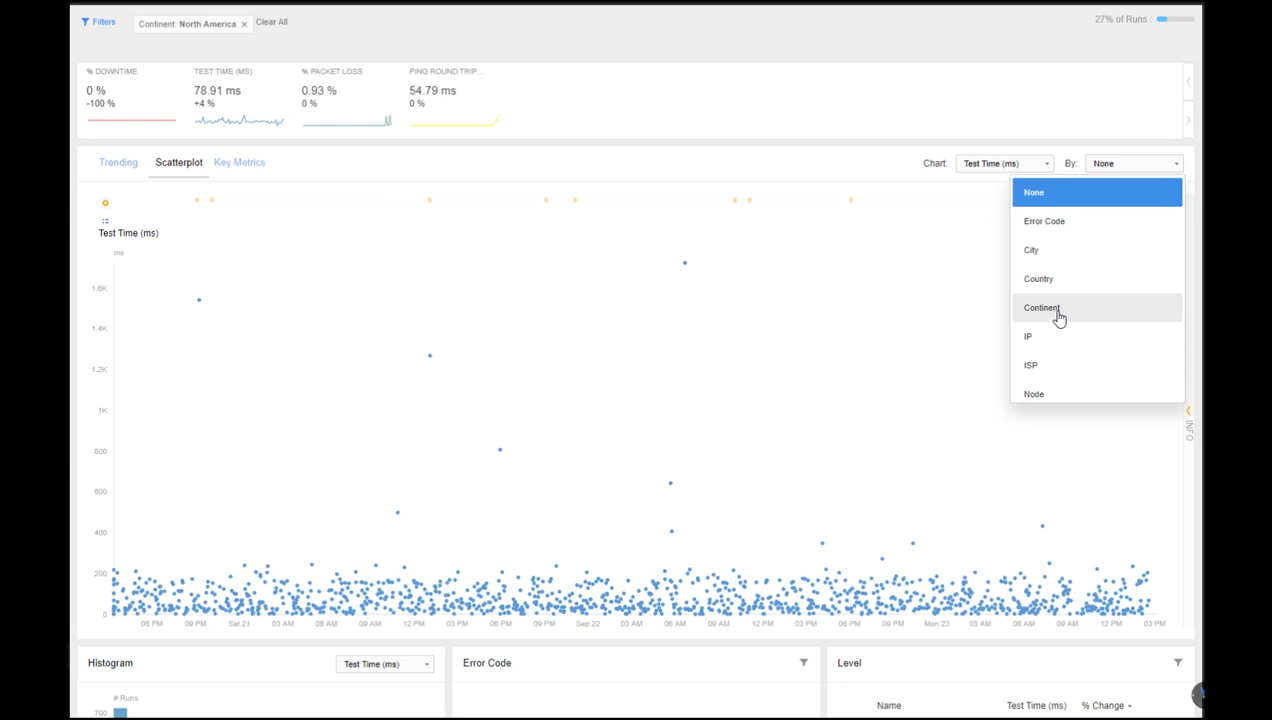 Filters
Continent: North America ×
Clear All
27% of Runs :
% DOWNTIME
0 %
-100 %
TEST TIME (MS)
78.91 ms
+4 %
% PACKET LOSS
0.93 %
0 %
PING ROUND TRIP...
54.79 ms
0 %
Trending
Scatterplot
Key Metrics
Chart:
Test Time (ms)
By:
None
None
Error Code
City
Country
Continent
IP
ISP
Node
Test Time (ms)
ms
1.6K
1.4K
1.2K
1K
800
600
400
200
0
06 PM 09 PM Sat 21 03 AM 06 AM 09 AM 12 PM 03 PM 06 PM 09 PM Sep 22 03 AM 06 AM 09 AM 12 PM 03 PM 06 PM 09 PM Mon 23 03 AM 06 AM 09 AM 12 PM 03 PM
INFO
Histogram
Test Time (ms)
# Runs
700
Error Code
Level
Name Test Time (ms) % Change